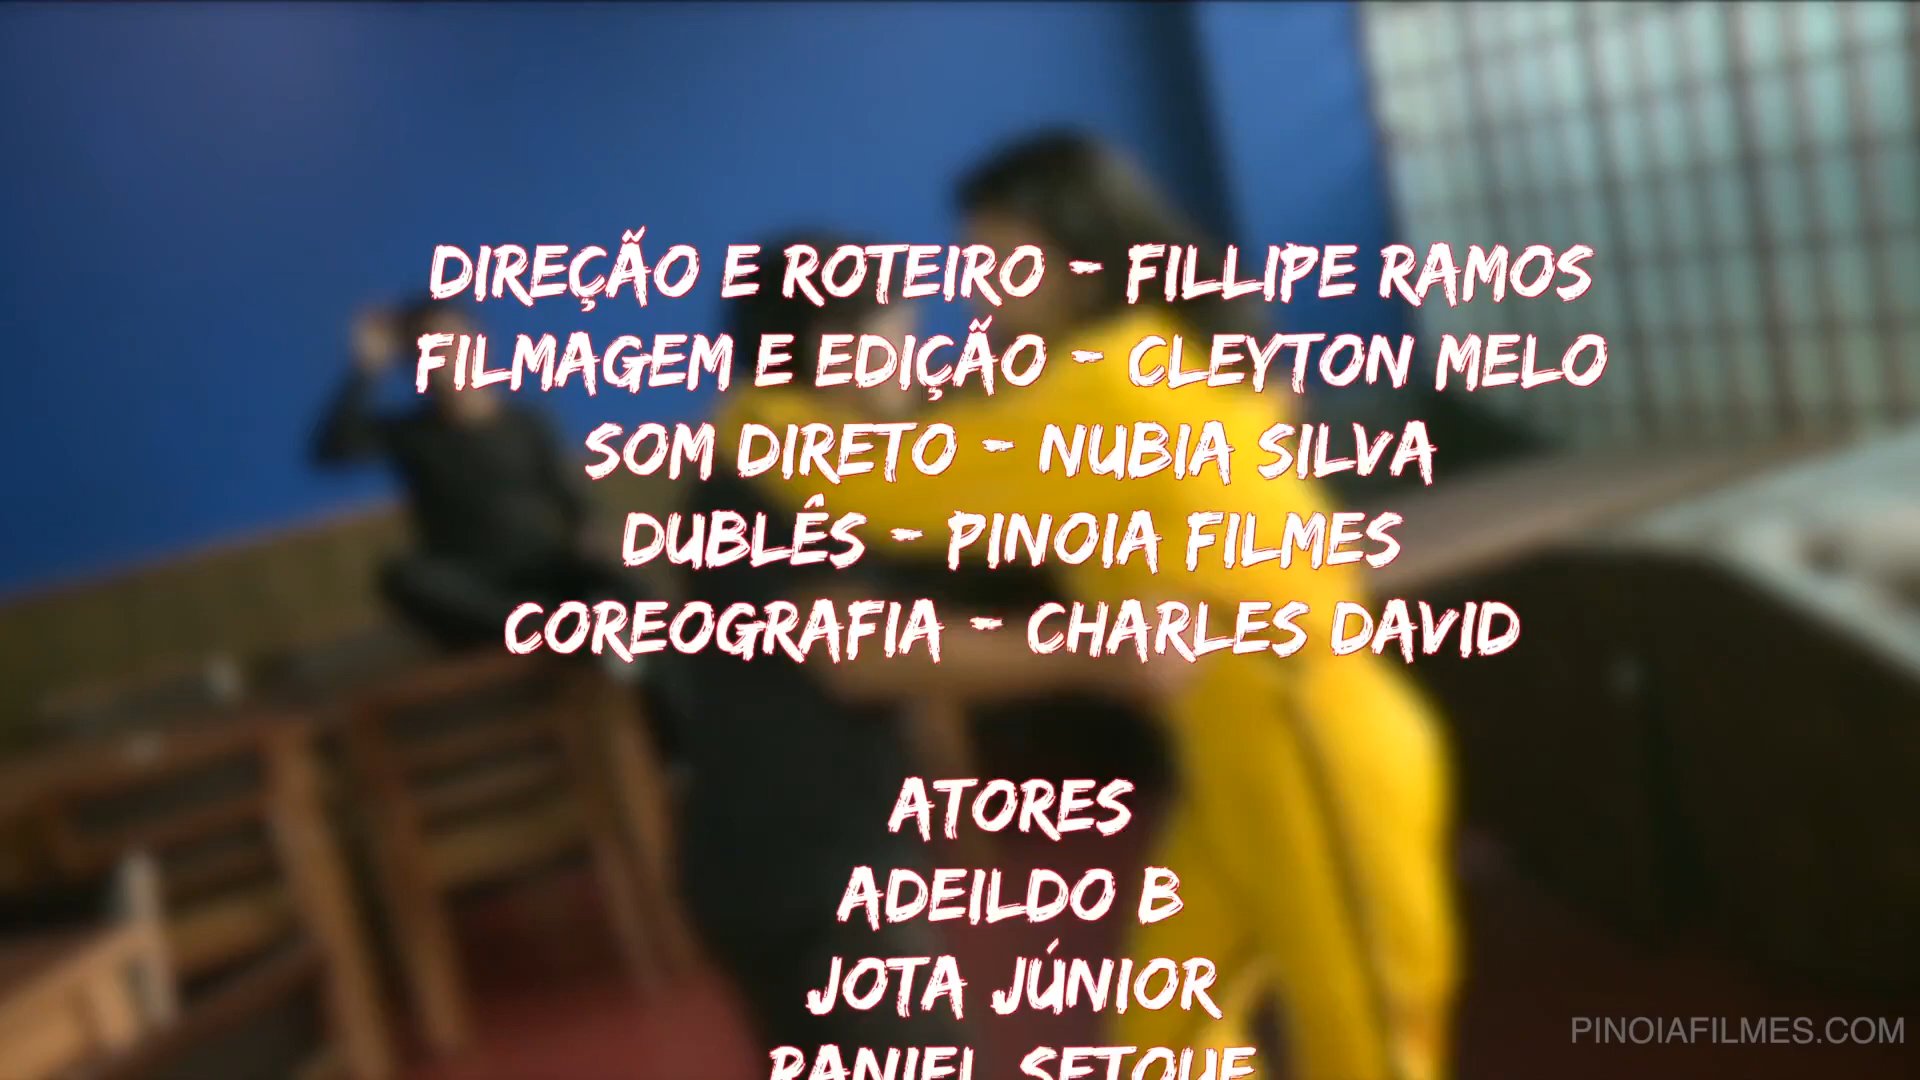 DIREÇÃO E ROTEIRO - FILLIPE RAMOS
FILMAGEM E EDIÇÃO - CLEYTON MELO
SOM DIRETO - NUBIA SILVA
DUBLÊS - PINOIA FILMES
COREOGRAFIA - CHARLES DAVID
ATORES
ADEILDO B
JOTA JÚNIOR
PINOIAFILMES.COM